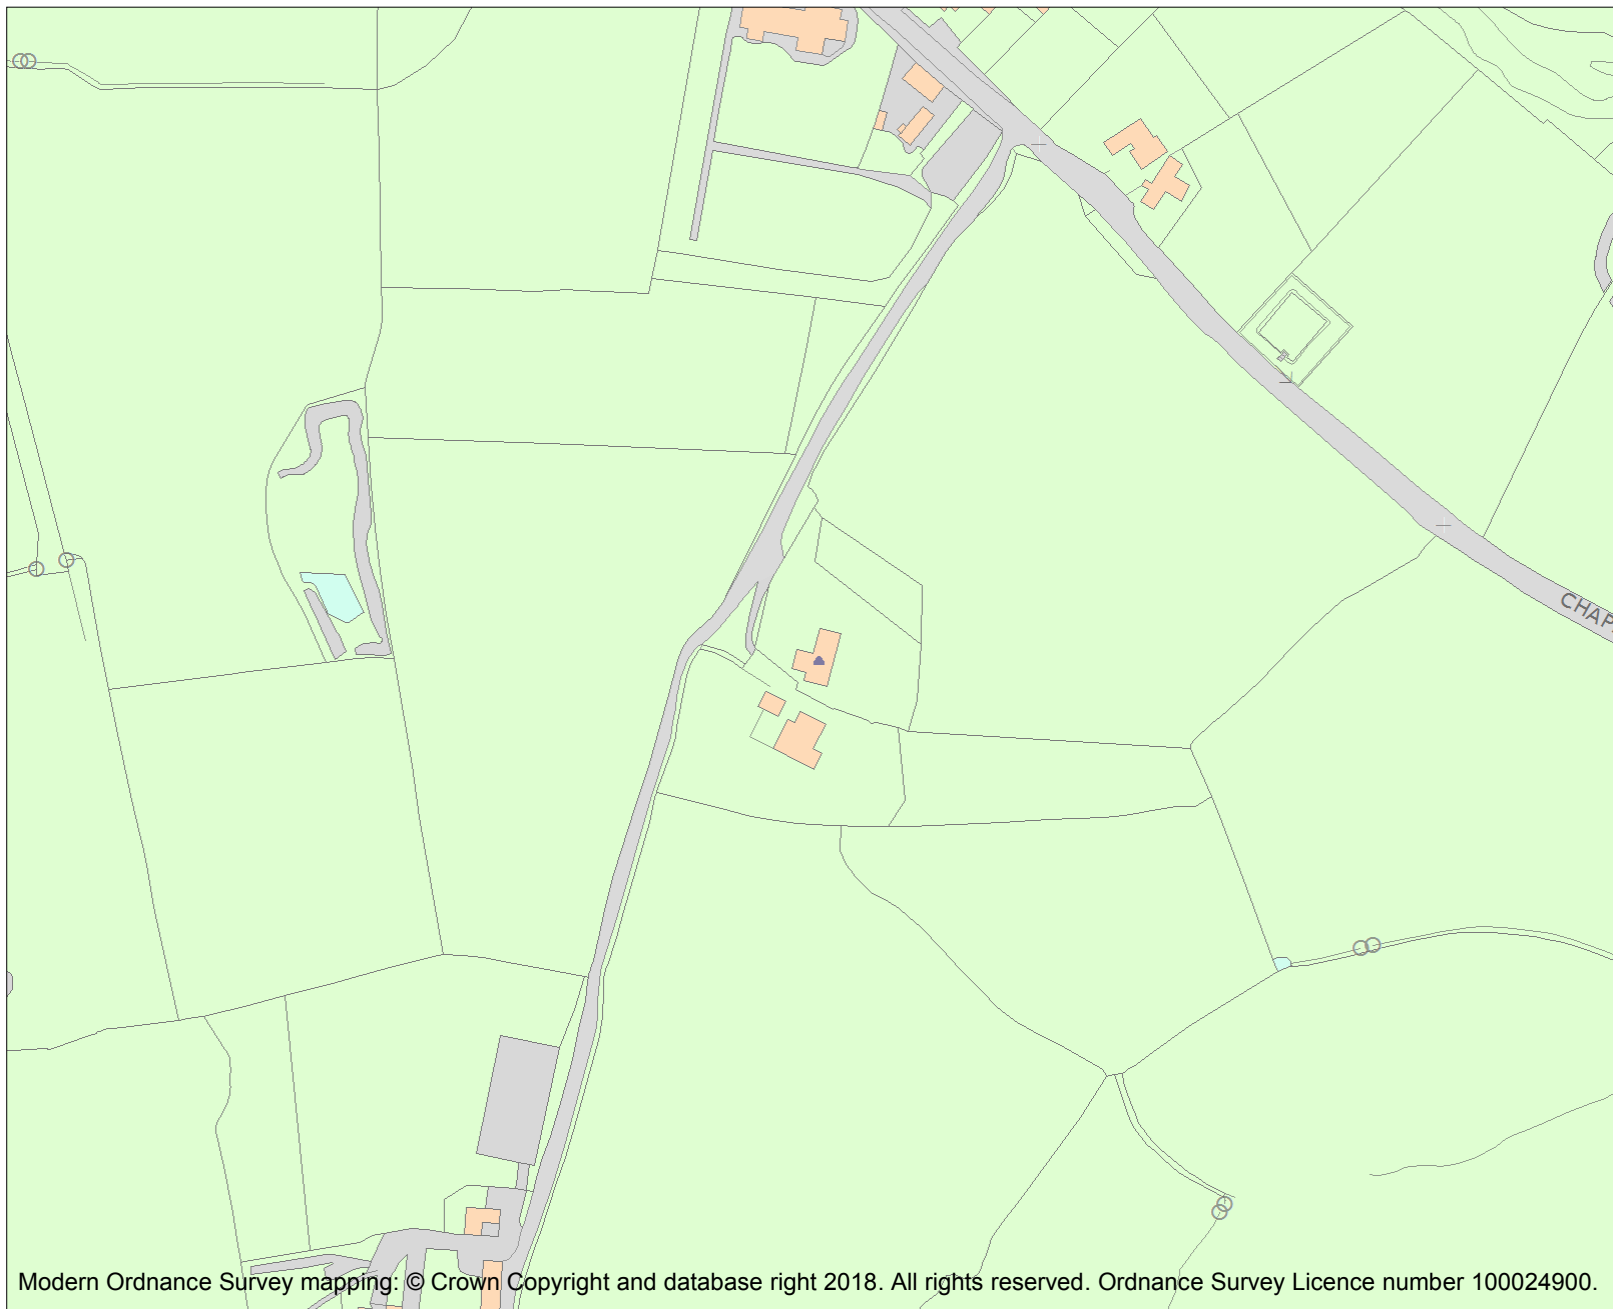 CHAP
Modern Ordnance Survey mapping: © Crown Copyright and database right 2018. All rights reserved. Ordnance Survey Licence number 100024900.